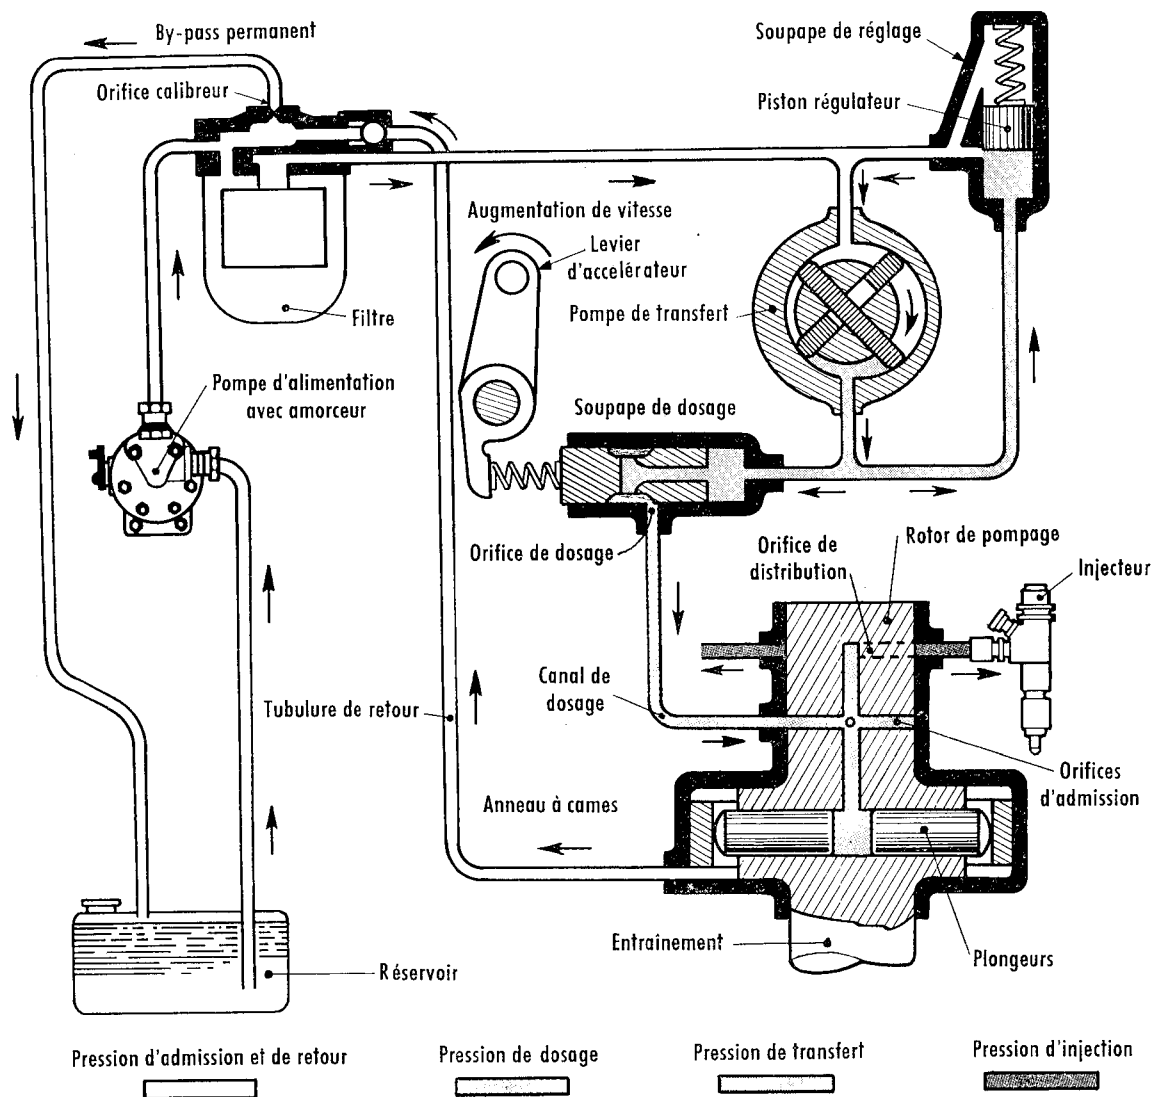 By-pass permanent
Orifice calibreur
Soupape de réglage
Piston régulateur
Augmentation de vitesse
Levier
d'accelérateur
Filtre
Pompe de transfert
Pompe d'alimentation
avec amorceur
Soupape de dosage
Orifice de dosage
Orifice de
distribution
Rotor de pompage
Injecteur
Canal de
dosage
Tubulure de retour
Orifices
d'admission
Anneau à cames
Entraînement
Plongeurs
Réservoir
Pression d'admission et de retour
Pression de dosage
Pression de transfert
Pression d'injection